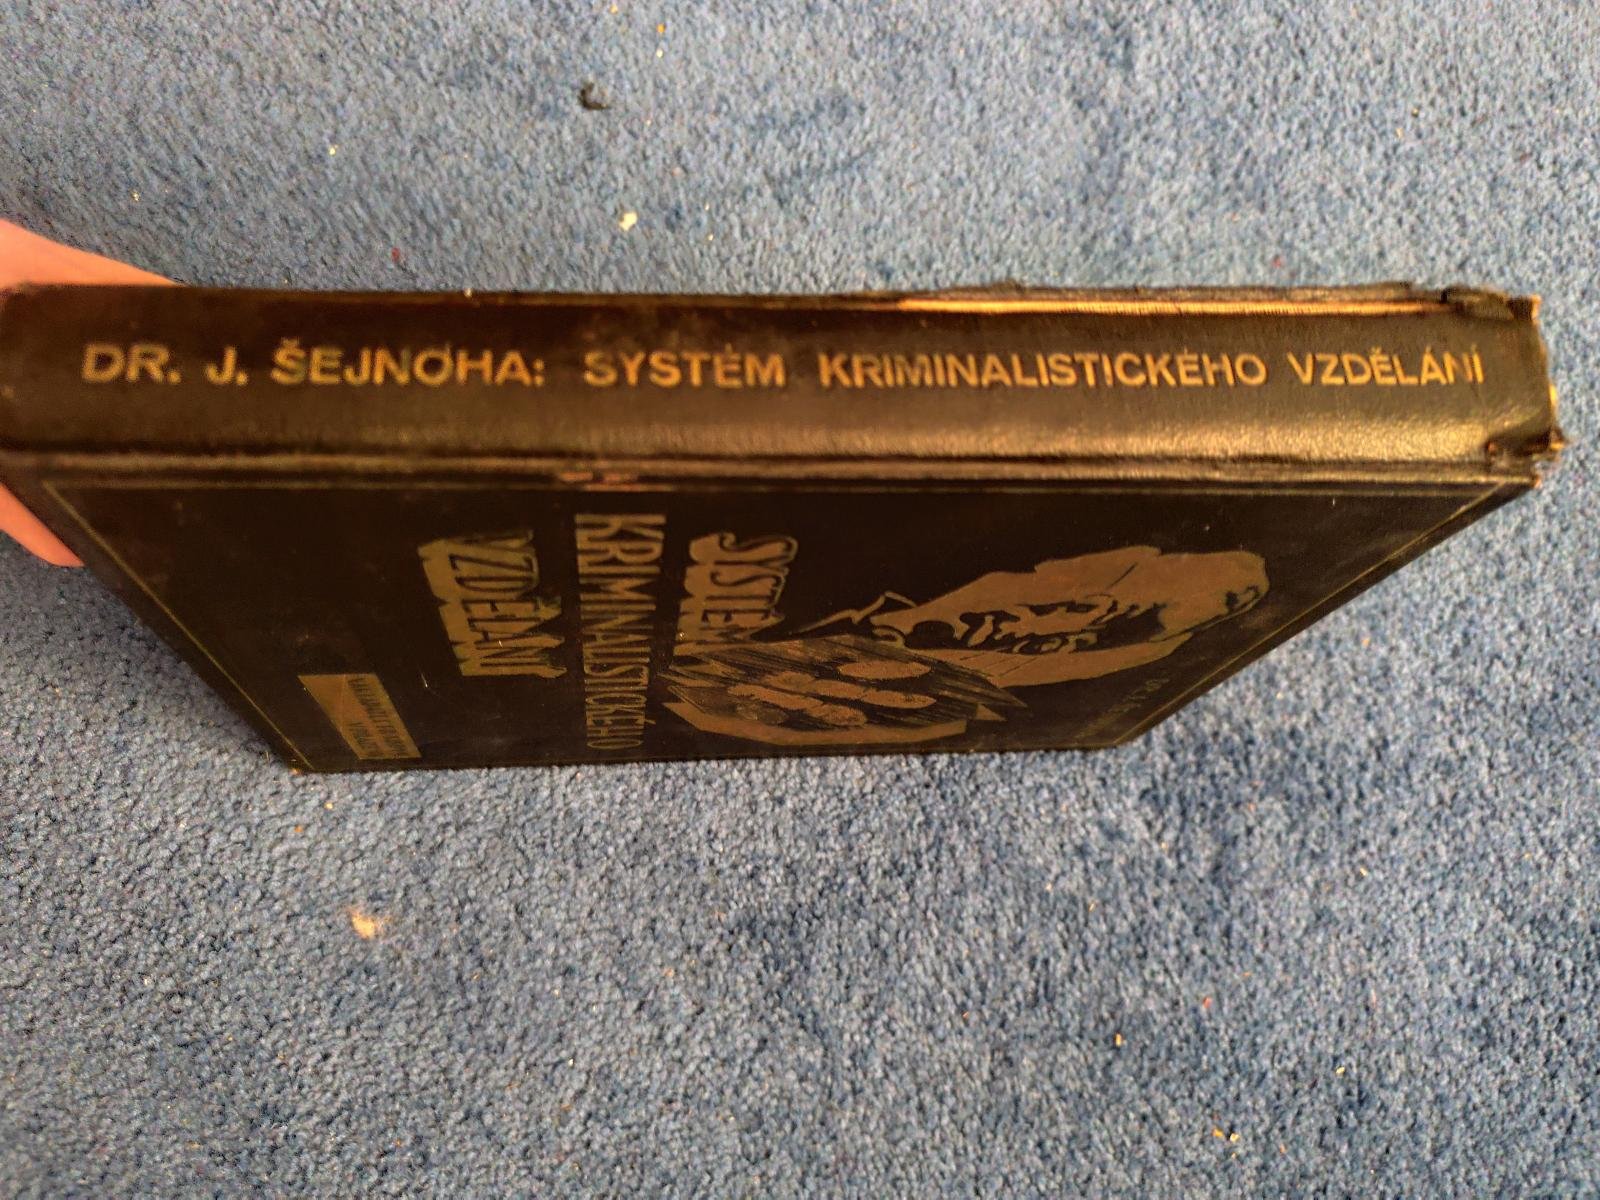 DR. J. ŠEJNOHA: SYSTÉM KRIMINALISTICKÉHO VZDĚLÁNÍ
SYSTÉM
KRIMINALISTICKÉHO
VZDĚLÁNÍ